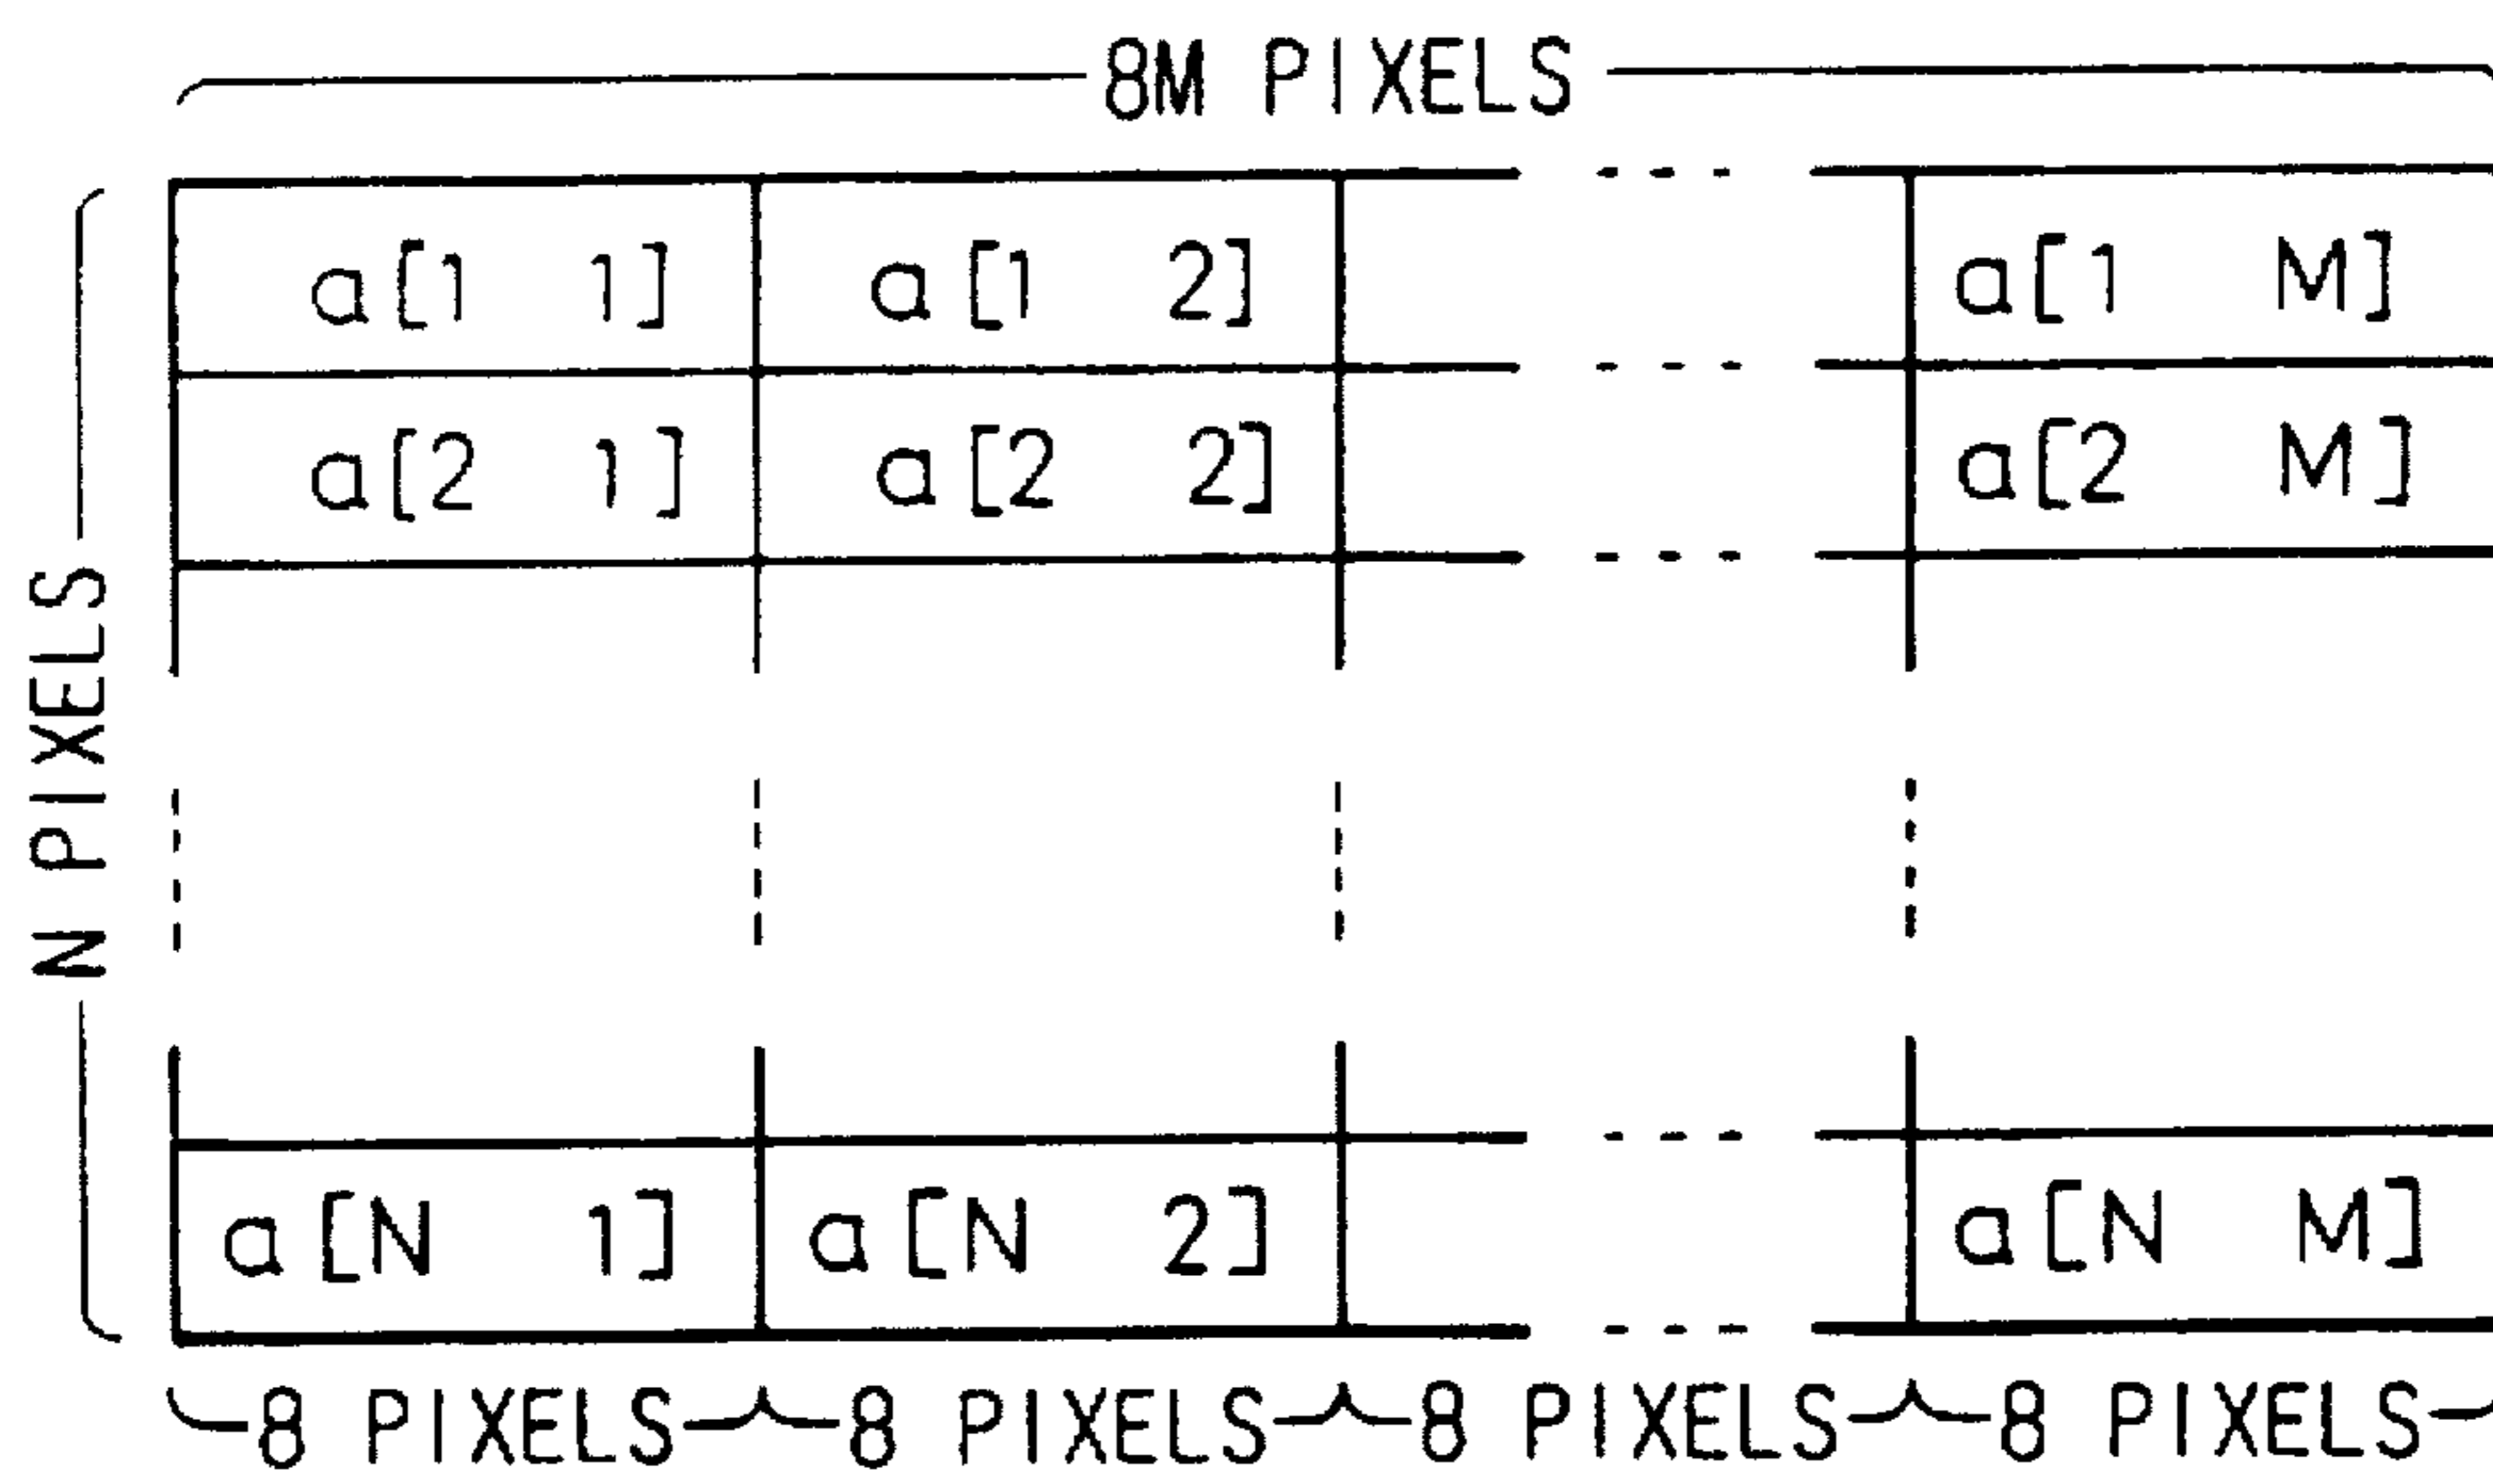 8M PIXELS
a[1 1] a[1 2] a[1 M]
a[2 1] a[2 2] a[2 M]
N PIXELS
a[N 1] a[N 2] a[N M]
8 PIXELS 8 PIXELS 8 PIXELS 8 PIXELS